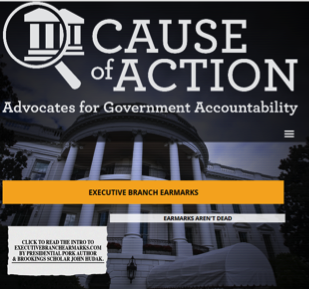 CAUSE
of ACTION
Advocates for Government Accountability
EXECUTIVE BRANCH EARMARKS
EARMARKS AREN'T DEAD
CLICK TO READ THE INTRO TO
EXECUTIVEBRANCHEARMARKS.COM
BY PRESIDENTIAL PORK AUTHOR
& BROOKINGS SCHOLAR JOHN HUDAK.